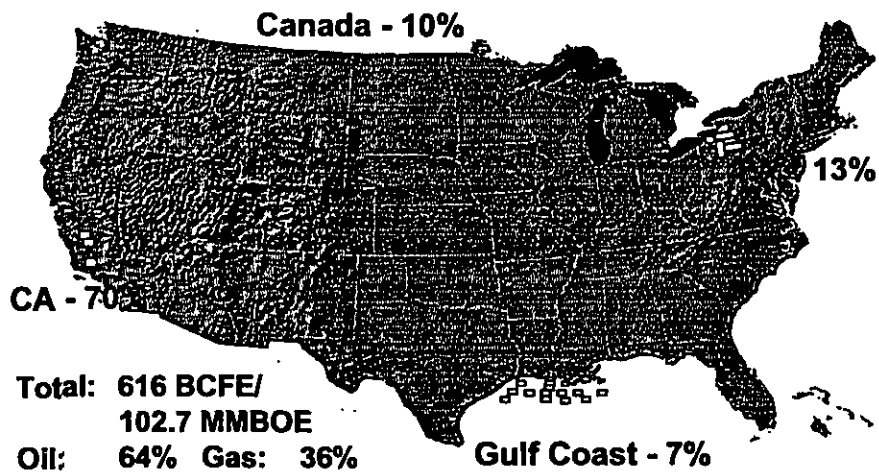 Canada - 10%
13%
CA - 70
Total: 616 BCFE/
102.7 MMBOE
Oil: 64% Gas: 36%
Gulf Coast - 7%